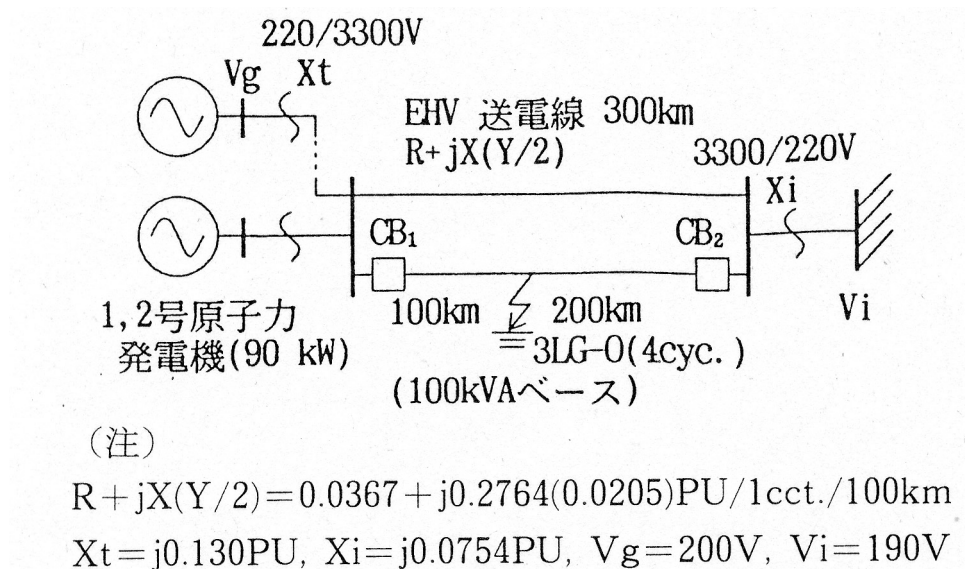 220/3300V
Vg Xt
EHV 送電線 300km
R+jX(Y/2)
3300/220V
Xi
CB₁ CB₂
100km 200km Vi
1,2号原子力
発電機(90 kW)
3LG-O(4cyc.)
(100kVAベース)
(注)
R+jX(Y/2)=0.0367+j0.2764(0.0205)PU/1cct./100km
Xt=j0.130PU, Xi=j0.0754PU, Vg=200V, Vi=190V